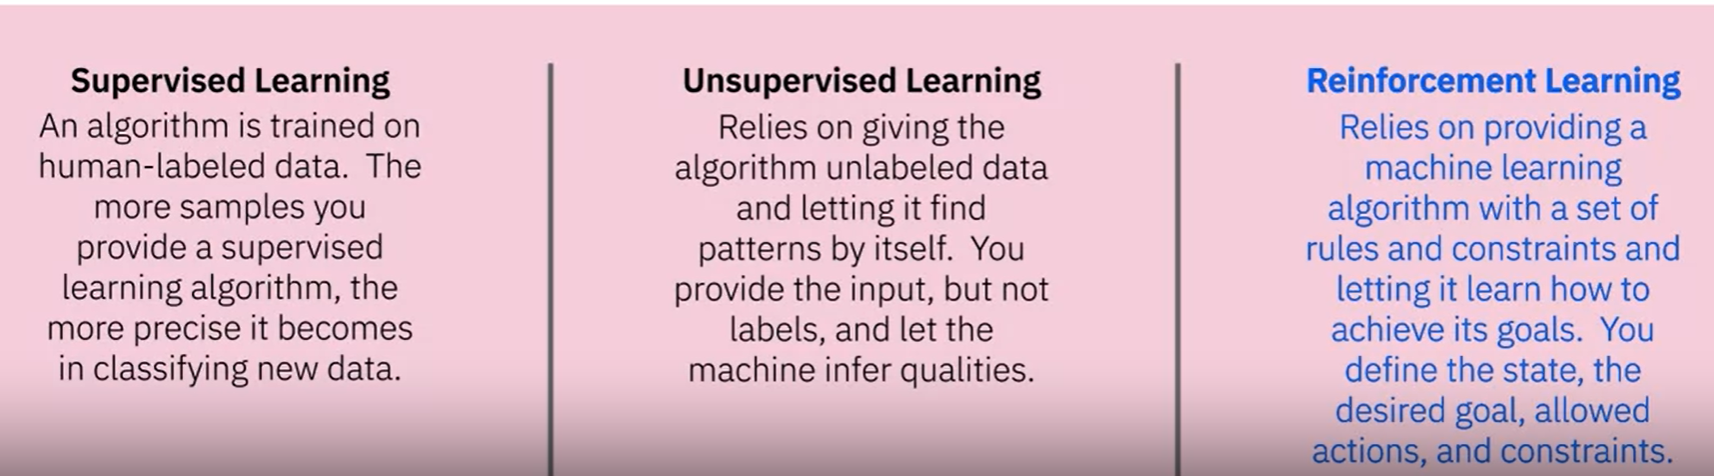 Supervised Learning
An algorithm is trained on
human-labeled data.  The
more samples you
provide a supervised
learning algorithm, the
more precise it becomes
in classifying new data.
Unsupervised Learning
Relies on giving the
algorithm unlabeled data
and letting it find
patterns by itself.  You
provide the input, but not
labels, and let the
machine infer qualities.
Reinforcement Learning
Relies on providing a
machine learning
algorithm with a set of
rules and constraints and
letting it learn how to
achieve its goals.  You
define the state, the
desired goal, allowed
actions, and constraints.